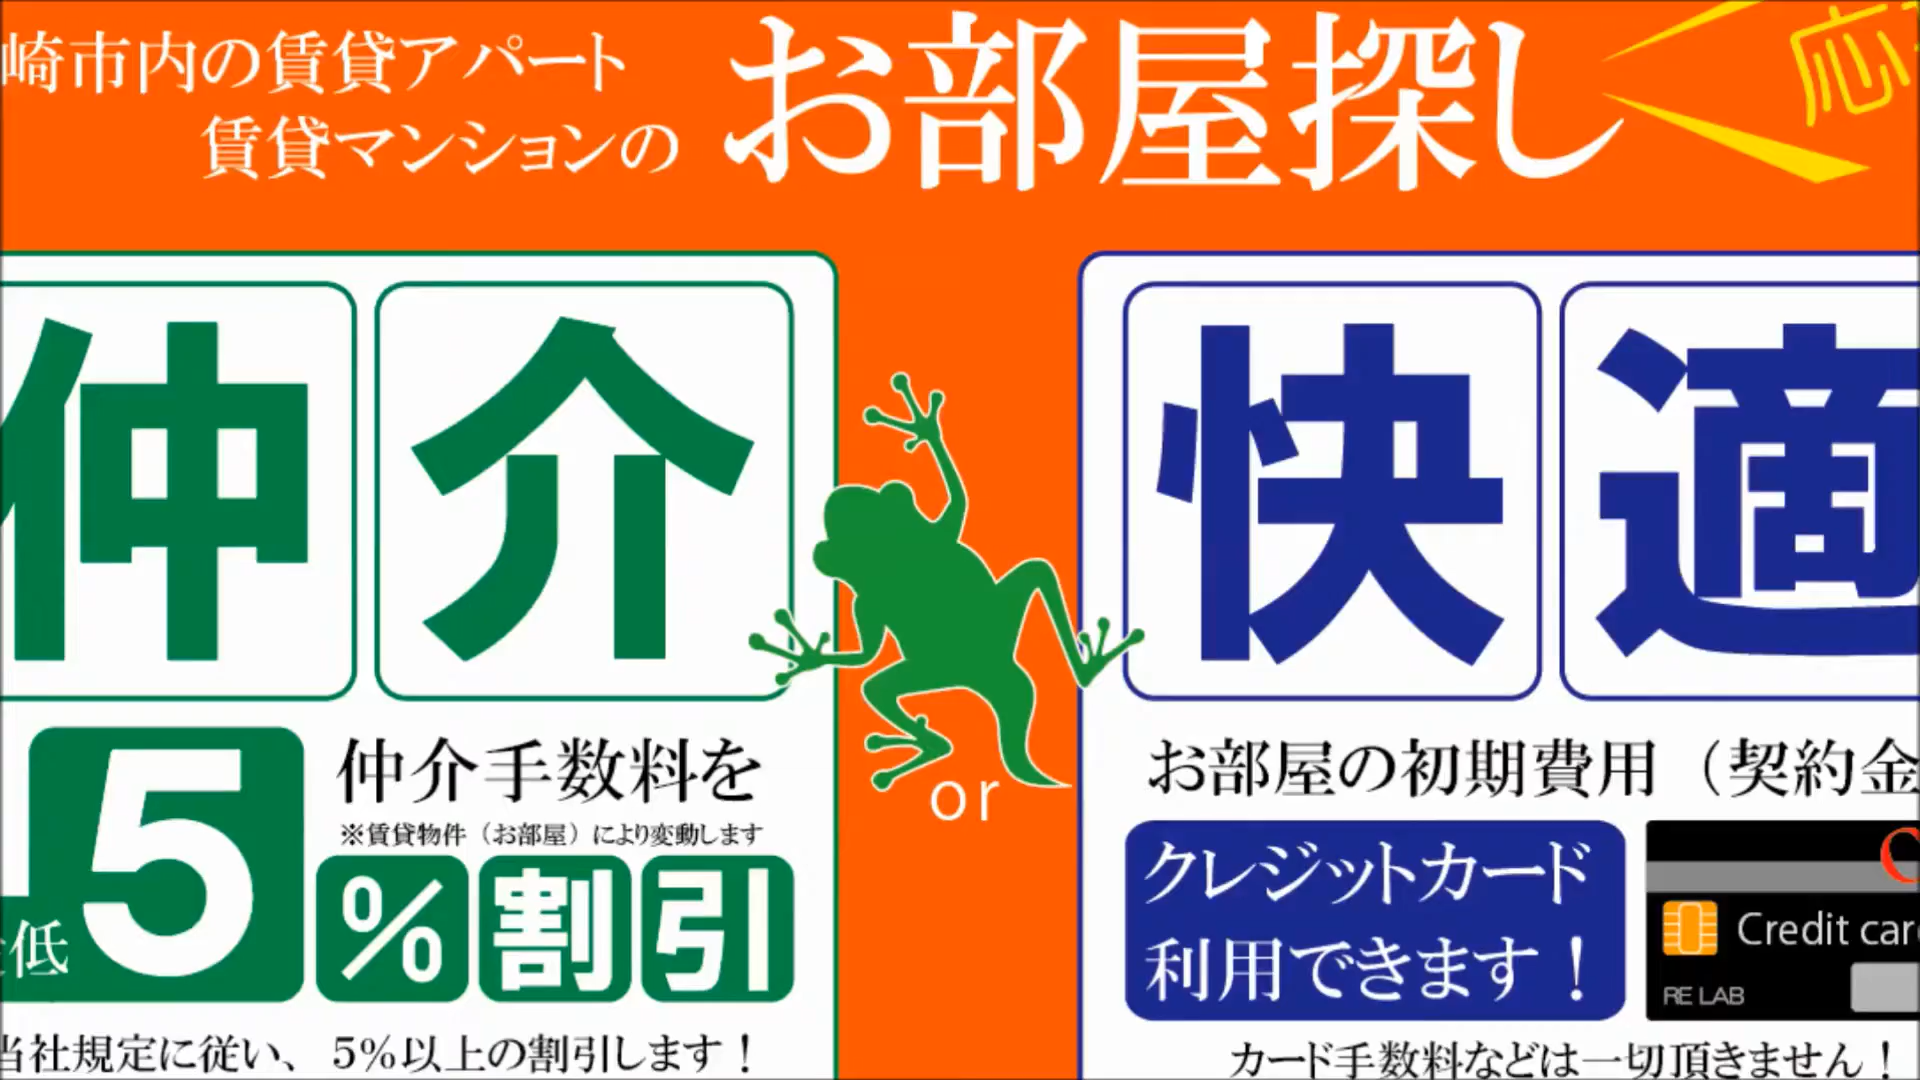 崎市内の賃貸アパート
賃貸マンションの
お部屋探し
応
仲介
快適
仲介手数料を
※賃貸物件（お部屋）により変動します
低
5
%割引
当社規定に従い、5%以上の割引します！
or
お部屋の初期費用（契約金
クレジットカード
利用できます！
Credit car
RE LAB
カード手数料などは一切頂きません！